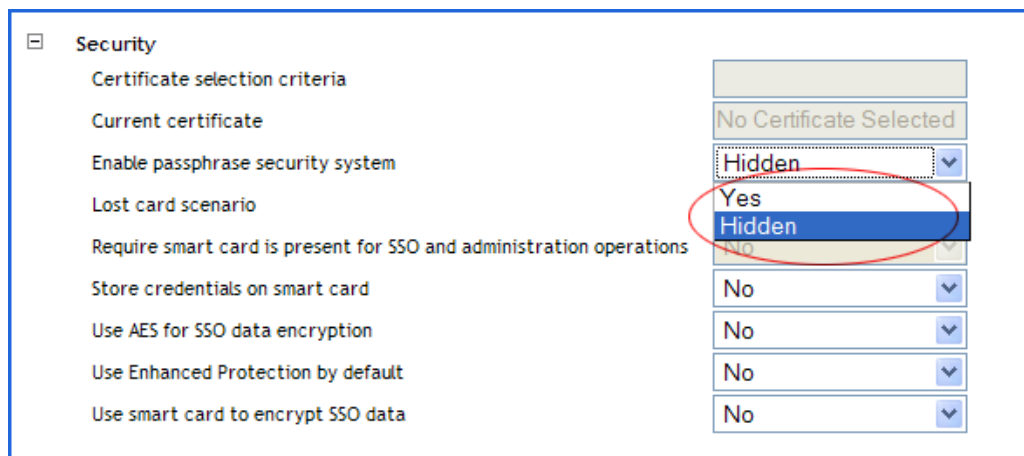 Security
Certificate selection criteria
Current certificate No Certificate Selected
Enable passphrase security system Hidden
Yes
Lost card scenario
Hidden
Require smart card is present for SSO and administration operations No
Store credentials on smart card No
Use AES for SSO data encryption No
Use Enhanced Protection by default No
Use smart card to encrypt SSO data No